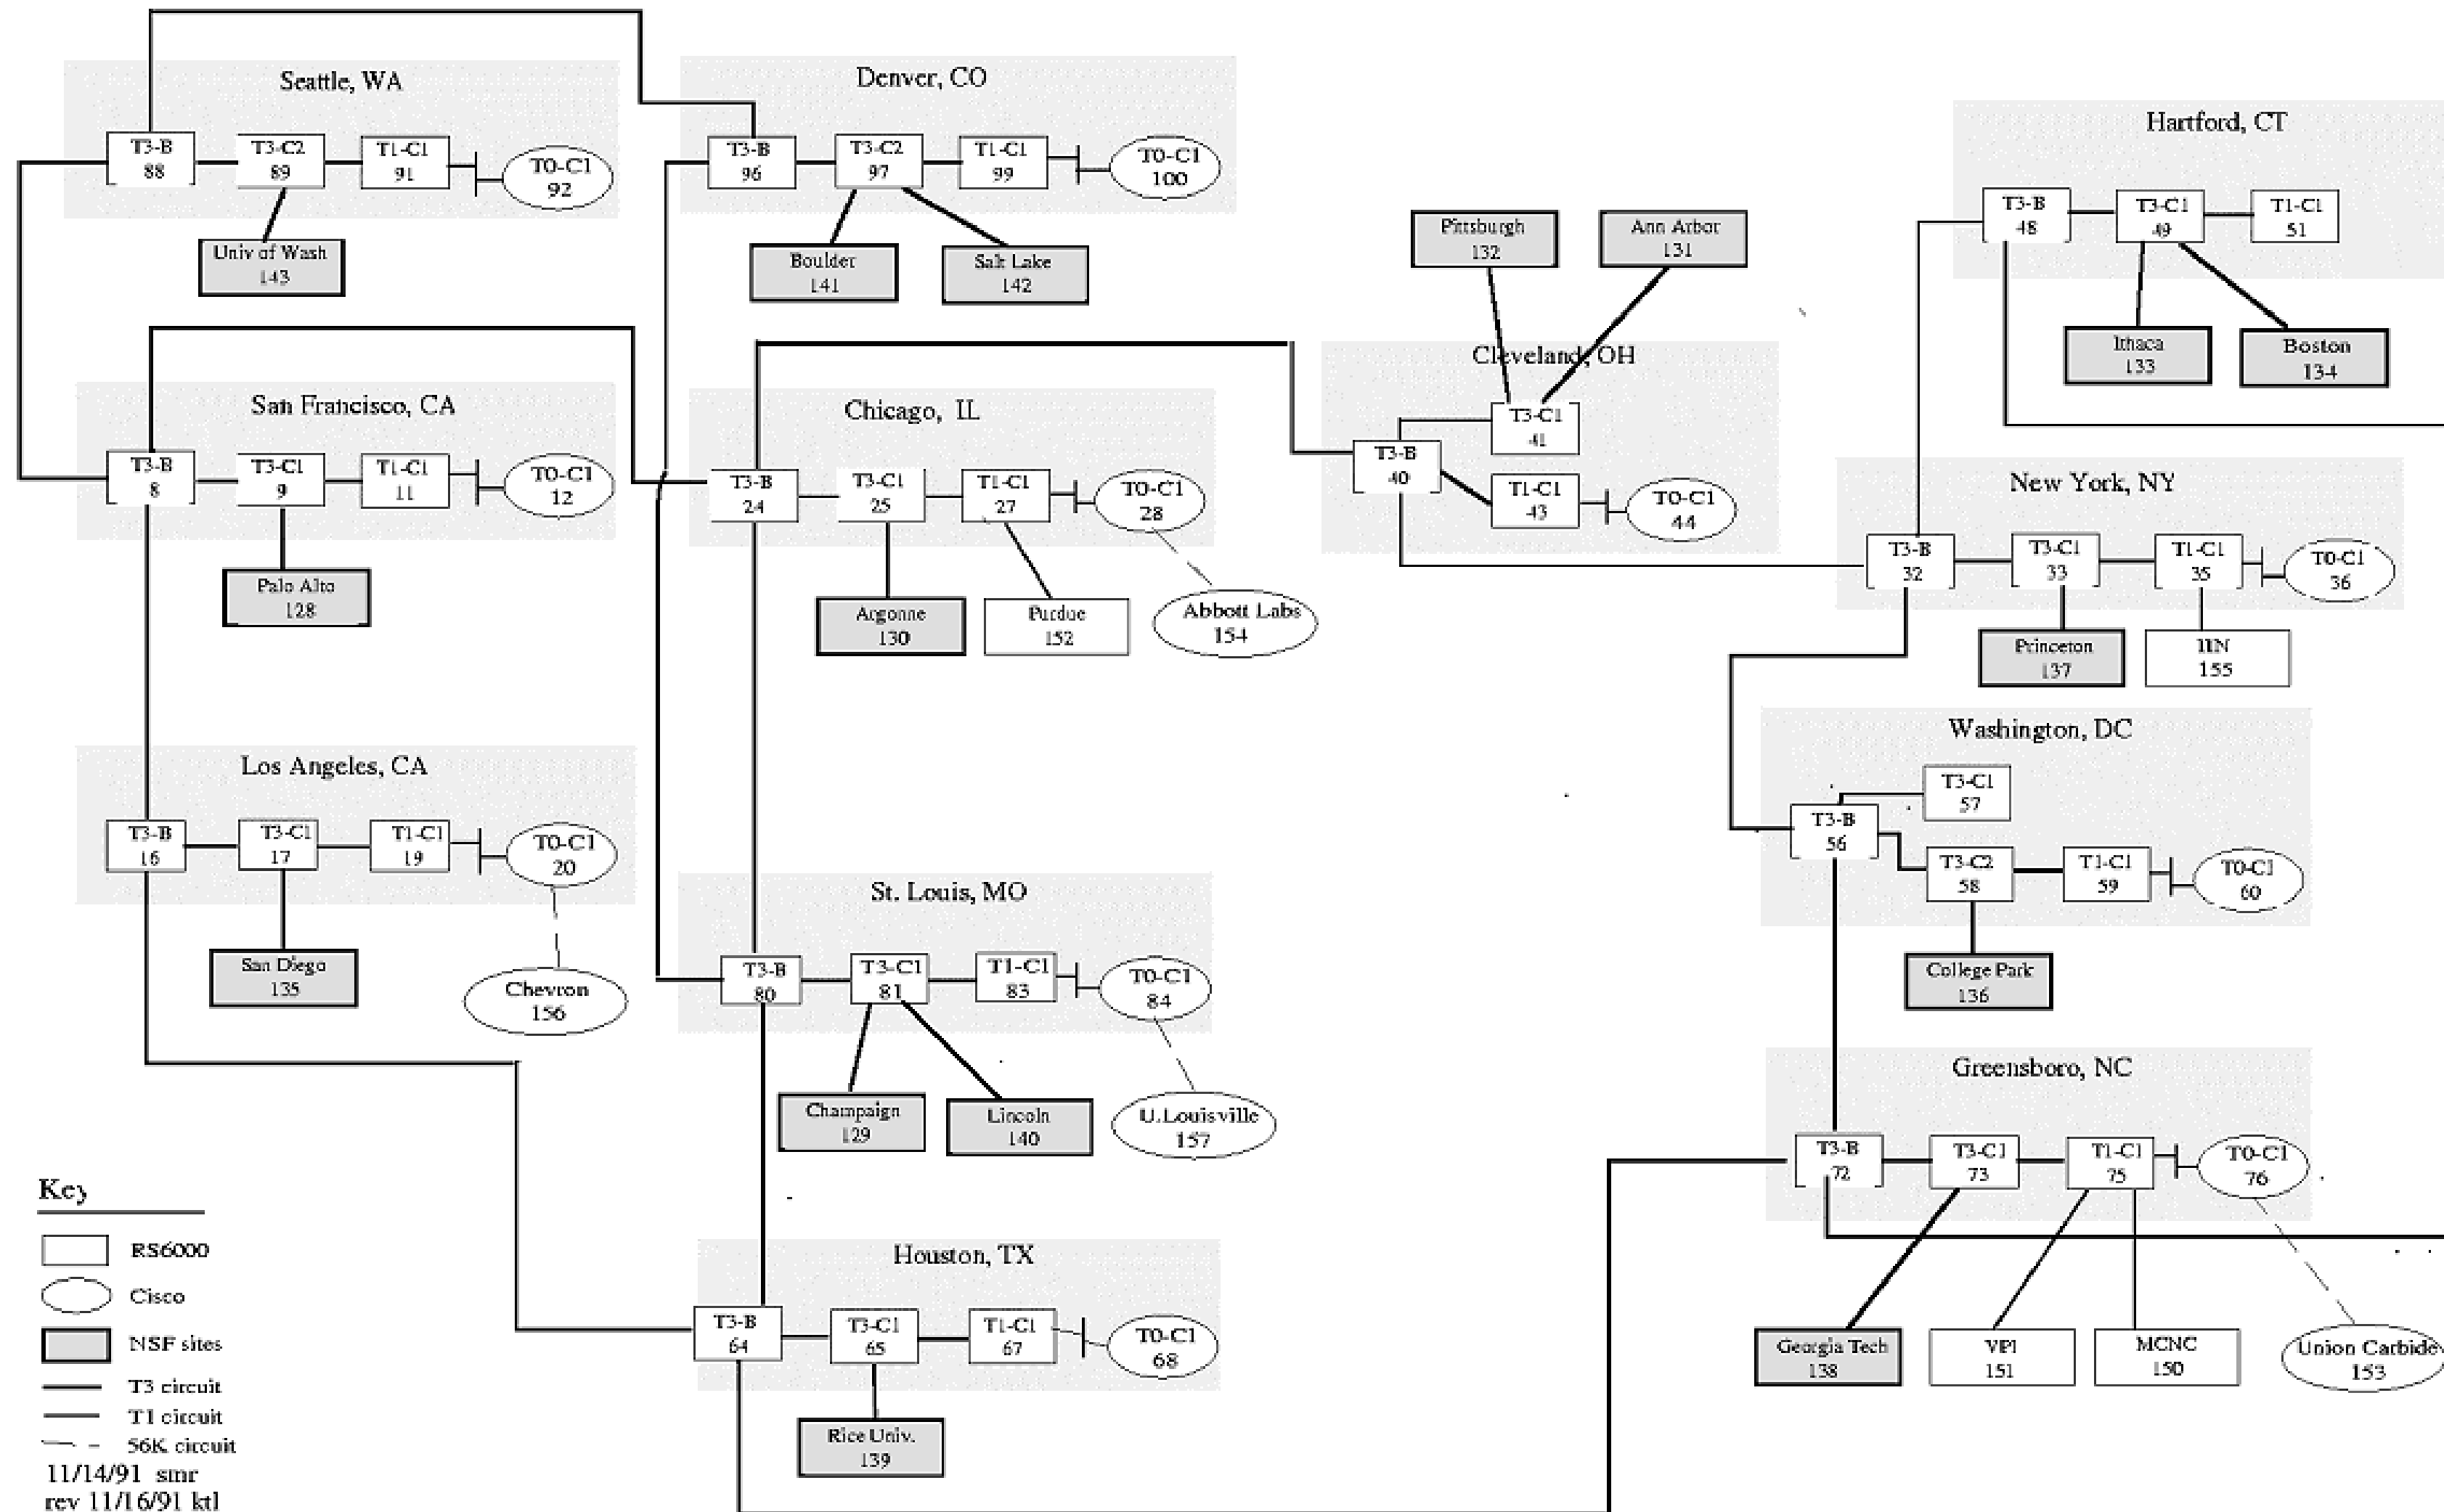 Seattle, WA
T3-B
88
T3-C2
89
T1-C1
91
T0-C1
92
Univ of Wash
143
Denver, CO
T3-B
96
T3-C2
97
T1-C1
99
T0-C1
100
Boulder
141
Salt Lake
142
Pittsburgh
132
Ann Arbor
131
Cleveland, OH
T3-C1
41
T3-B
40
T1-C1
43
T0-C1
44
Hartford, CT
T3-B
48
T3-C1
49
T1-C1
51
Ithaca
133
Boston
134
San Francisco, CA
T3-B
8
T3-C1
9
T1-C1
11
T0-C1
12
Palo Alto
128
Chicago, IL
T3-B
24
T3-C1
25
T1-C1
27
T0-C1
28
Argonne
130
Purdue
152
Abbott Labs
154
New York, NY
T3-B
32
T3-C1
33
T1-C1
35
T0-C1
36
Princeton
137
155
Los Angeles, CA
T3-B
16
T3-C1
17
T1-C1
19
T0-C1
20
San Diego
135
Chevron
156
St. Louis, MO
T3-B
80
T3-C1
81
T1-C1
83
T0-C1
84
Champaign
129
Lincoln
140
U.Louisville
157
Washington, DC
T3-C1
57
T3-B
56
T3-C2
58
T1-C1
59
T0-C1
60
College Park
136
Greensboro, NC
T3-B
72
T3-C1
73
T1-C1
75
T0-C1
76
Georgia Tech
138
VPI
151
MCNC
150
Union Carbide
153
Houston, TX
T3-B
64
T3-C1
65
T1-C1
67
T0-C1
68
Rice Univ.
139
Key
RS6000
Cisco
NSF sites
T3 circuit
T1 circuit
56K circuit
11/14/91 smr
rev 11/16/91 ktl